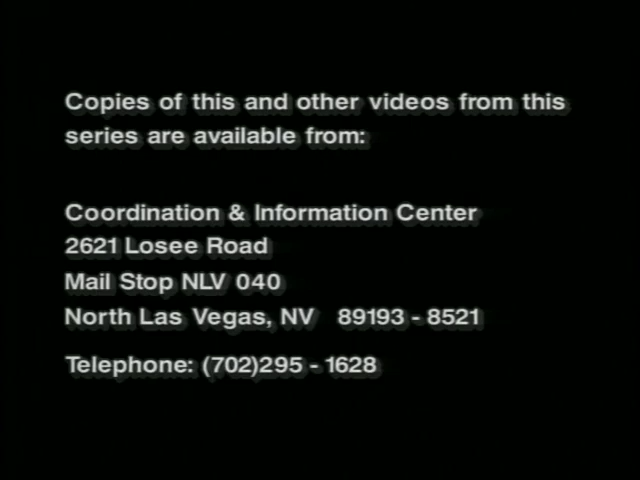 Copies of this and other videos from this
series are available from:
Coordination & Information Center
2621 Losee Road
Mail Stop NLV 040
North Las Vegas, NV 89193 - 8521
Telephone: (702)295 - 1628